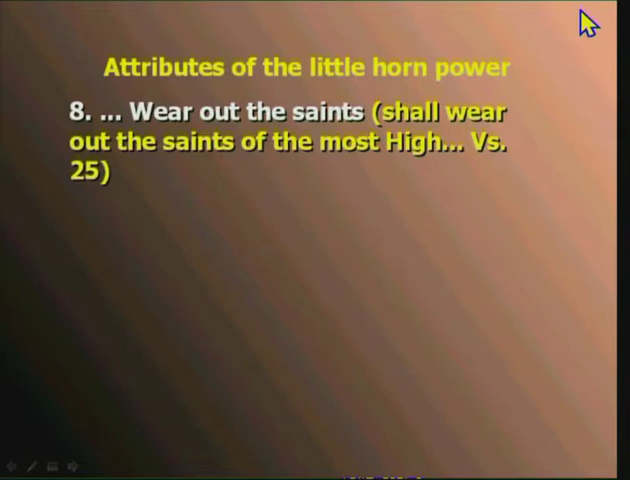 Attributes of the little horn power
8. ... Wear out the saints (shall wear
out the saints of the most High... Vs.
25)